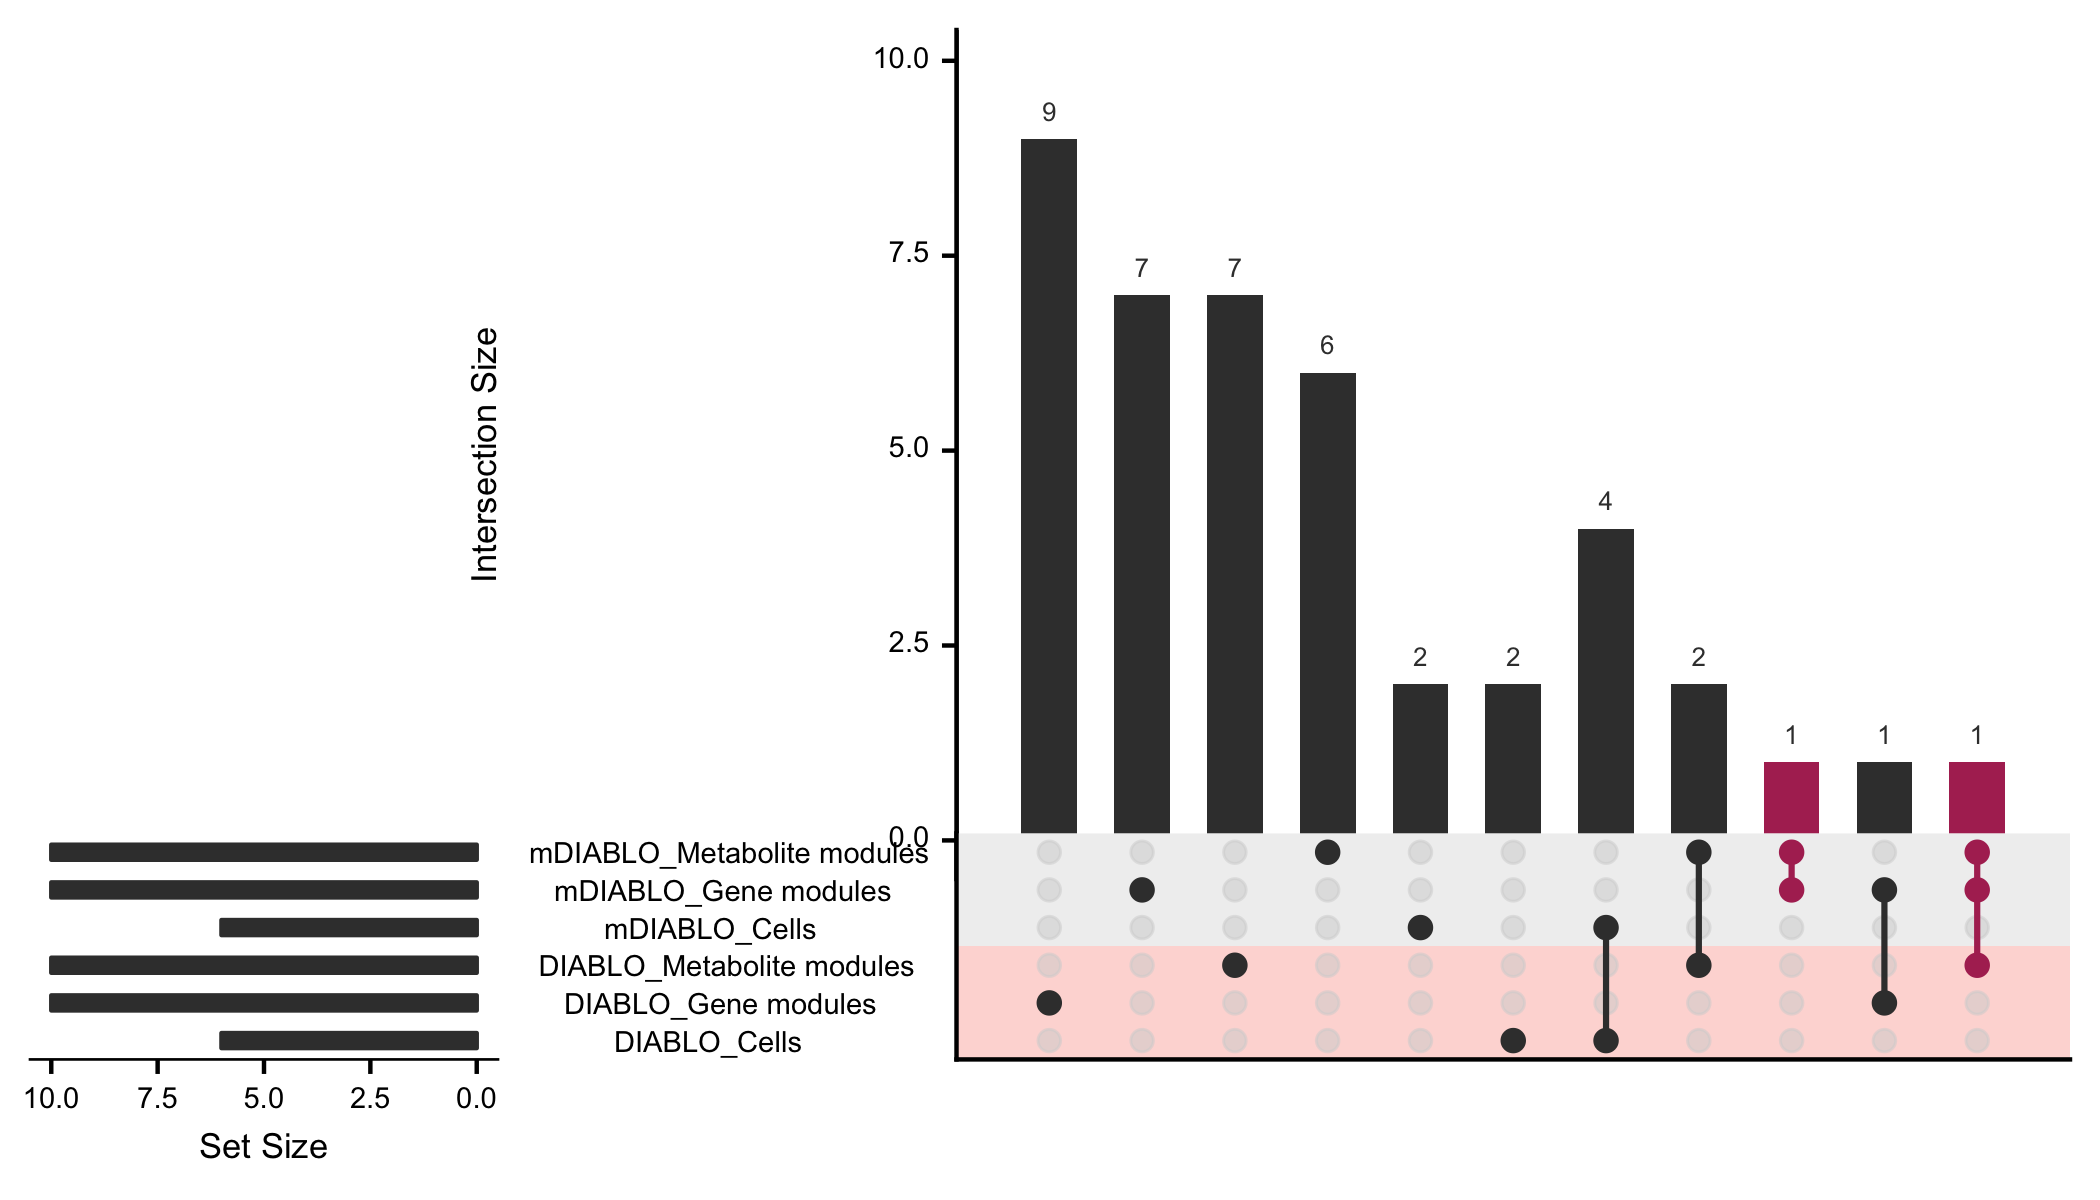 10.0
7.5
5.0
2.5
0.0
Intersection Size
9
7
7
6
2
2
4
2
1
1
1
mDIABLO_Metabolite modules
mDIABLO_Gene modules
mDIABLO_Cells
DIABLO_Metabolite modules
DIABLO_Gene modules
DIABLO_Cells
10.0 7.5 5.0 2.5 0.0
Set Size